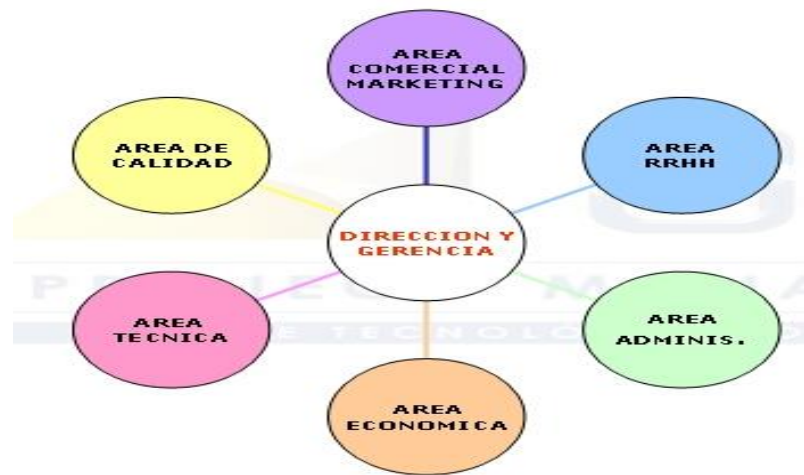 AREA
COMERCIAL
MARKETING
AREA DE
CALIDAD
AREA
RRHH
DIRECCION Y
GERENCIA
AREA
TECNICA
AREA
ADMINIS.
AREA
ECONOMICA